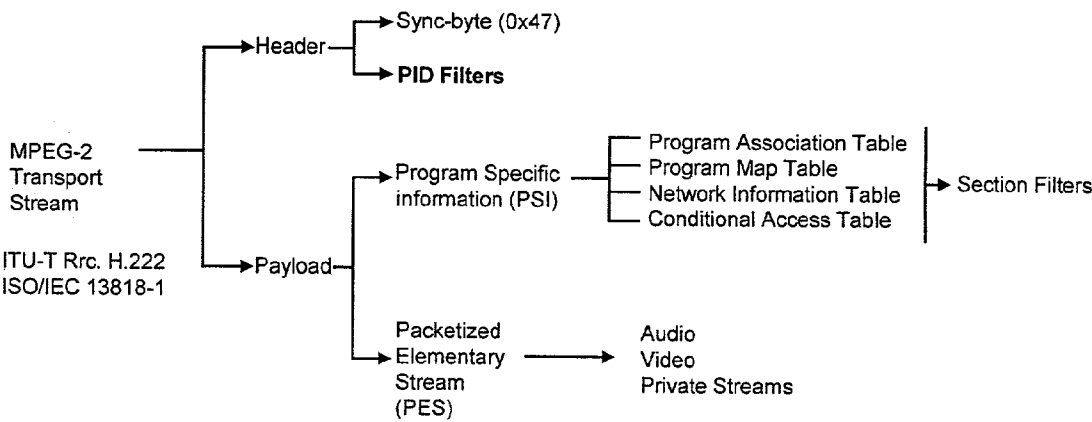 Sync-byte (0x47)
Header
PID Filters
MPEG-2
Transport
Stream
ITU-T Rrc. H.222
ISO/IEC 13818-1
Program Specific
information (PSI)
Program Association Table
Program Map Table
Network Information Table
Conditional Access Table
Section Filters
Payload
Packetized
Elementary
Stream
(PES)
Audio
Video
Private Streams